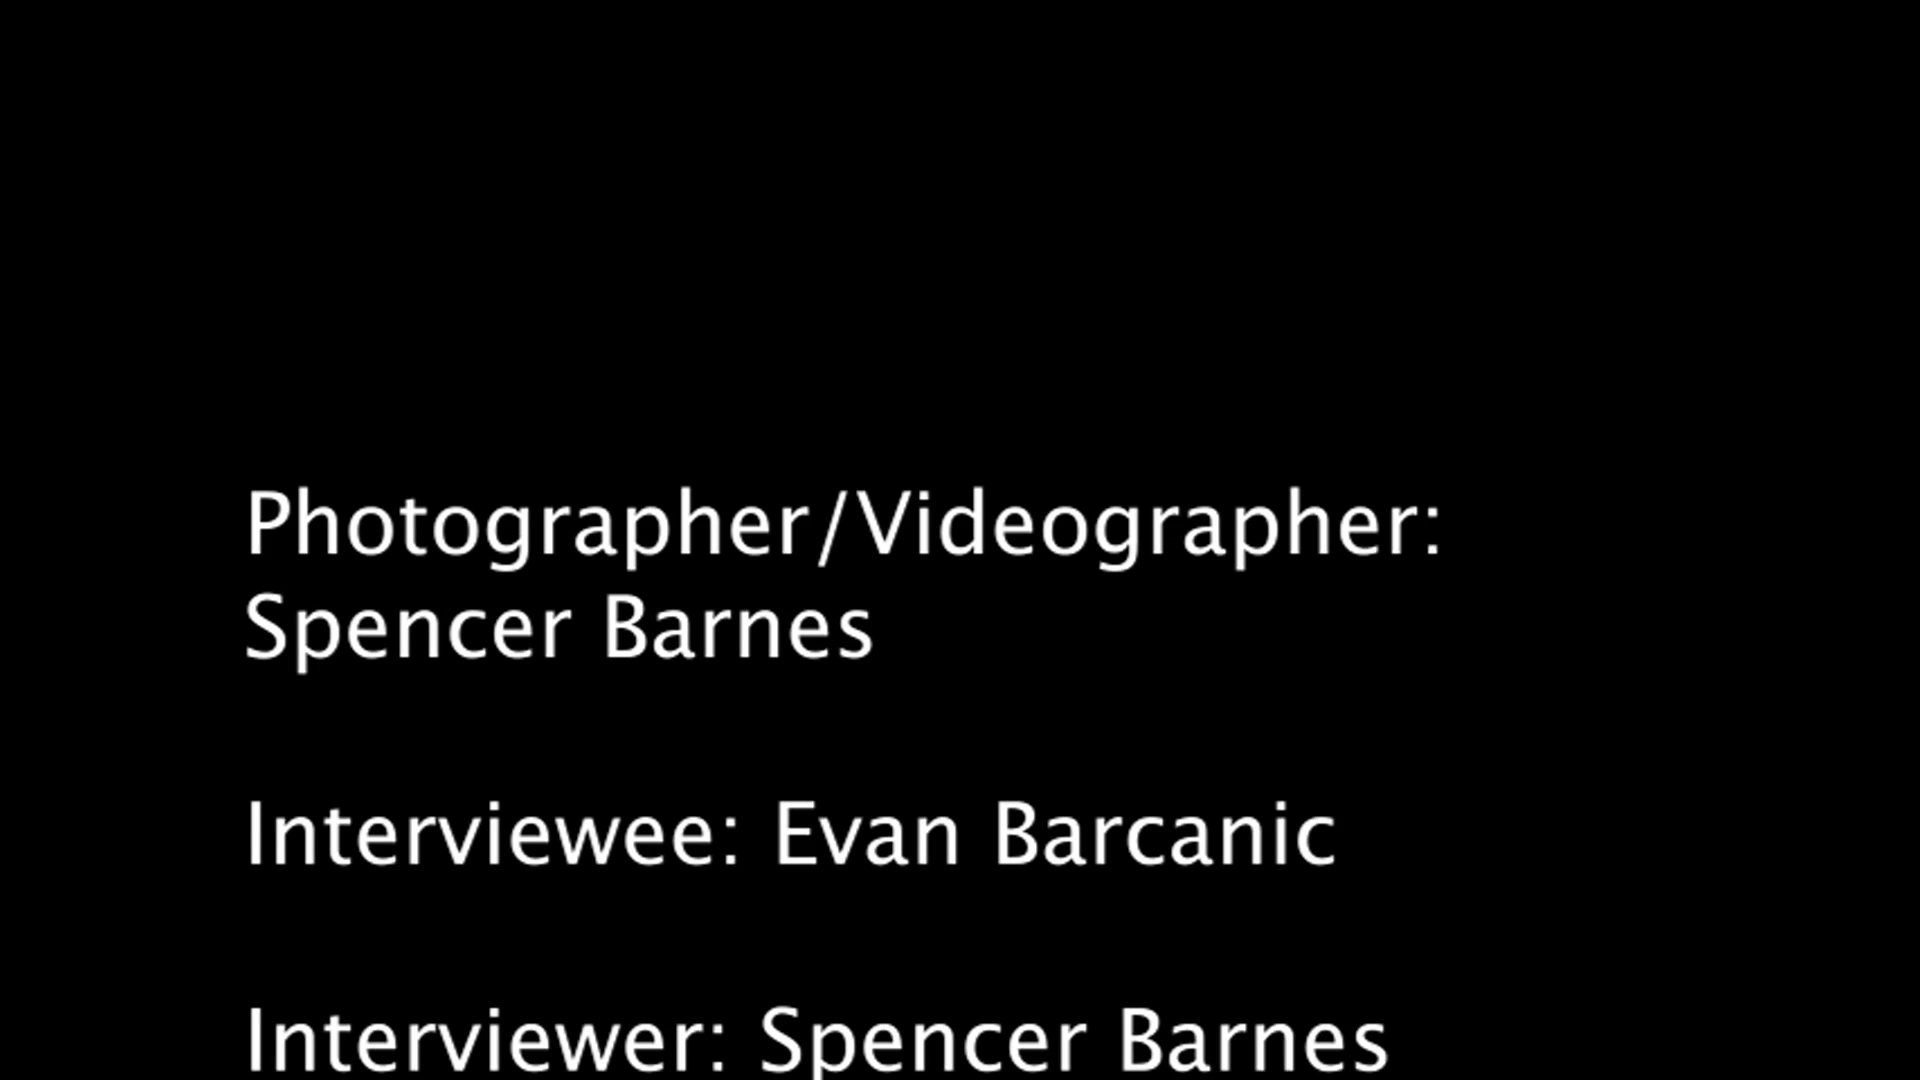 Photographer/Videographer:
Spencer Barnes
Interviewee: Evan Barcanic
Interviewer: Spencer Barnes